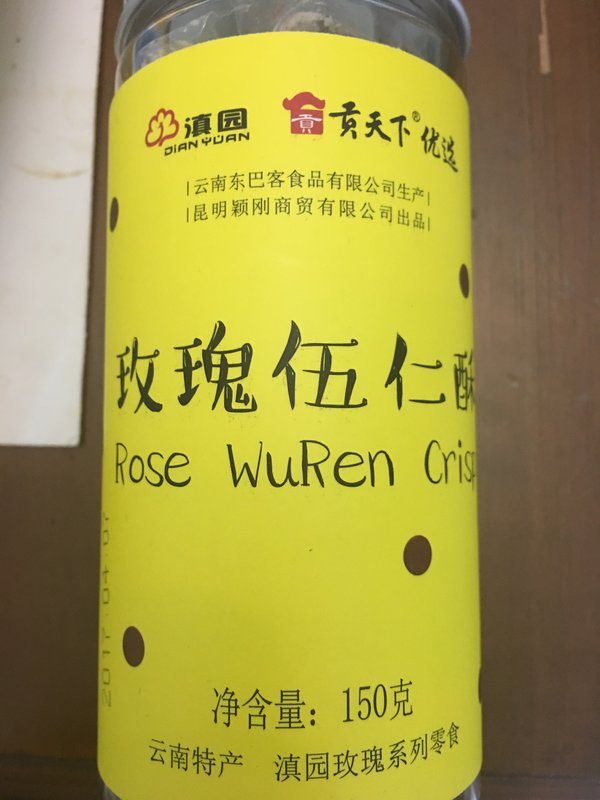 滇园 DiANYUAN
贡天下® 优选
云南东巴客食品有限公司生产
昆明颖刚商贸有限公司出品
玫瑰伍仁酥
Rose WuRen Crisp
净含量：150克
云南特产 滇园玫瑰系列零食